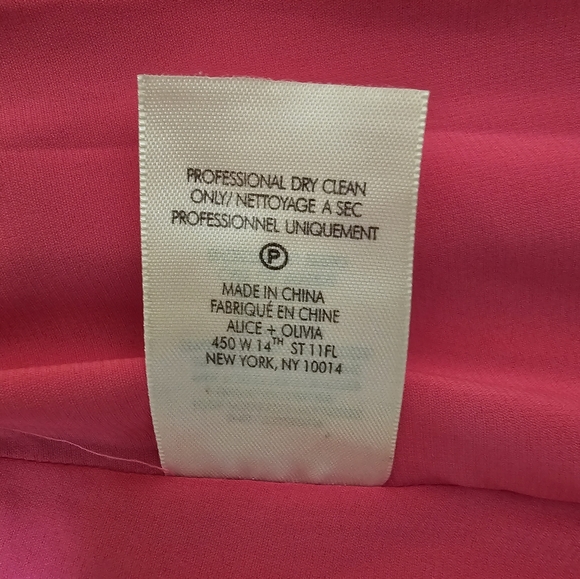 PROFESSIONAL DRY CLEAN
ONLY/ NETTOYAGE A SEC
PROFESSIONNEL UNIQUEMENT
P
MADE IN CHINA
FABRIQUÉ EN CHINE
ALICE + OLIVIA
450 W 14TH ST 11FL
NEW YORK, NY 10014